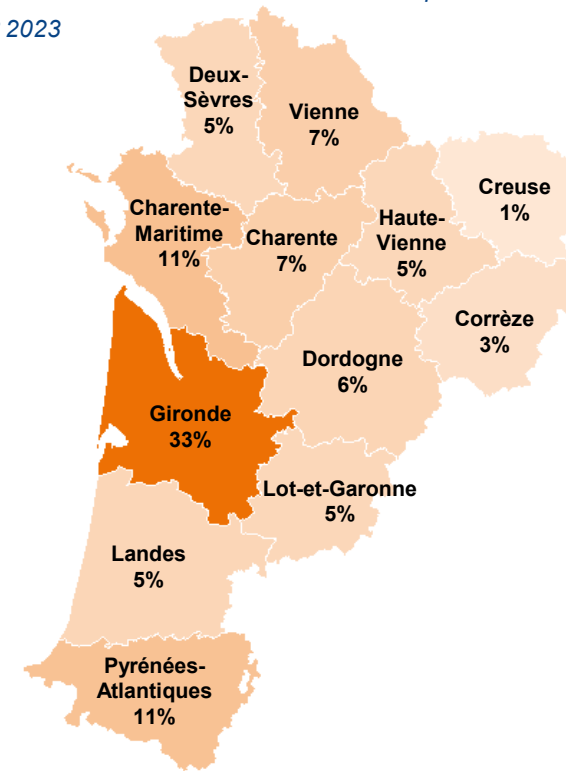 2023
Deux-
Sèvres
5%
Vienne
7%
Creuse
1%
Charente-
Maritime
11%
Charente
7%
Haute-
Vienne
5%
Corrèze
3%
Dordogne
6%
Gironde
33%
Lot-et-Garonne
5%
Landes
5%
Pyrénées-
Atlantiques
11%